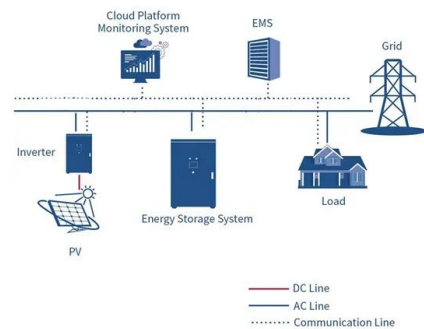 Cloud Platform
Monitoring System
EMS
Grid
Inverter
Energy Storage System
Load
PV
DC Line
AC Line
Communication Line